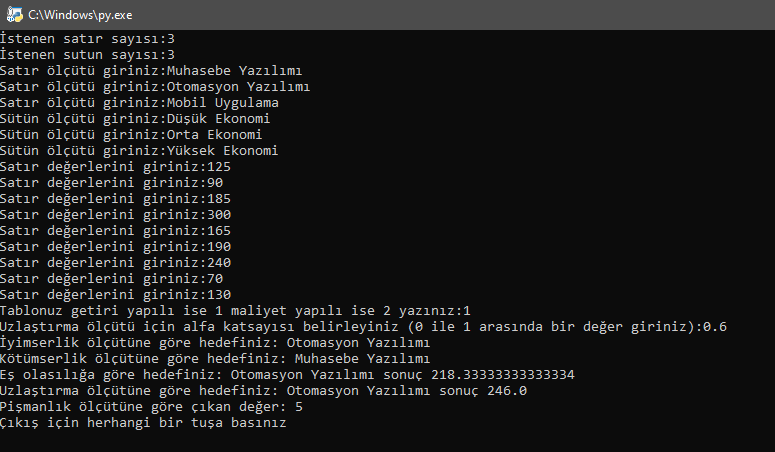 C:\Windows\py.exe
İstenen satır sayısı:3
İstenen sutun sayısı:3
Satır ölçütü giriniz:Muhasebe Yazılımı
Satır ölçütü giriniz:Otomasyon Yazılımı
Satır ölçütü giriniz:Mobil Uygulama
Sütün ölçütü giriniz:Düşük Ekonomi
Sütün ölçütü giriniz:Orta Ekonomi
Sütün ölçütü giriniz:Yüksek Ekonomi
Satır değerlerini giriniz:125
Satır değerlerini giriniz:90
Satır değerlerini giriniz:185
Satır değerlerini giriniz:300
Satır değerlerini giriniz:165
Satır değerlerini giriniz:190
Satır değerlerini giriniz:240
Satır değerlerini giriniz:70
Satır değerlerini giriniz:130
Tablonuz getiri yapılı ise 1 maliyet yapılı ise 2 yazınız:1
Uzlaştırma ölçütü için alfa katsayısı belirleyiniz (0 ile 1 arasında bir değer giriniz):0.6
İyimserlik ölçütüne göre hedefiniz: Otomasyon Yazılımı
Kötümserlik ölçütüne göre hedefiniz: Muhasebe Yazılımı
Eş olasılığa göre hedefiniz: Otomasyon Yazılımı sonuç 218.33333333333334
Uzlaştırma ölçütüne göre hedefiniz: Otomasyon Yazılımı sonuç 246.0
Pişmanlık ölçütüne göre çıkan değer: 5
Çıkış için herhangi bir tuşa basınız